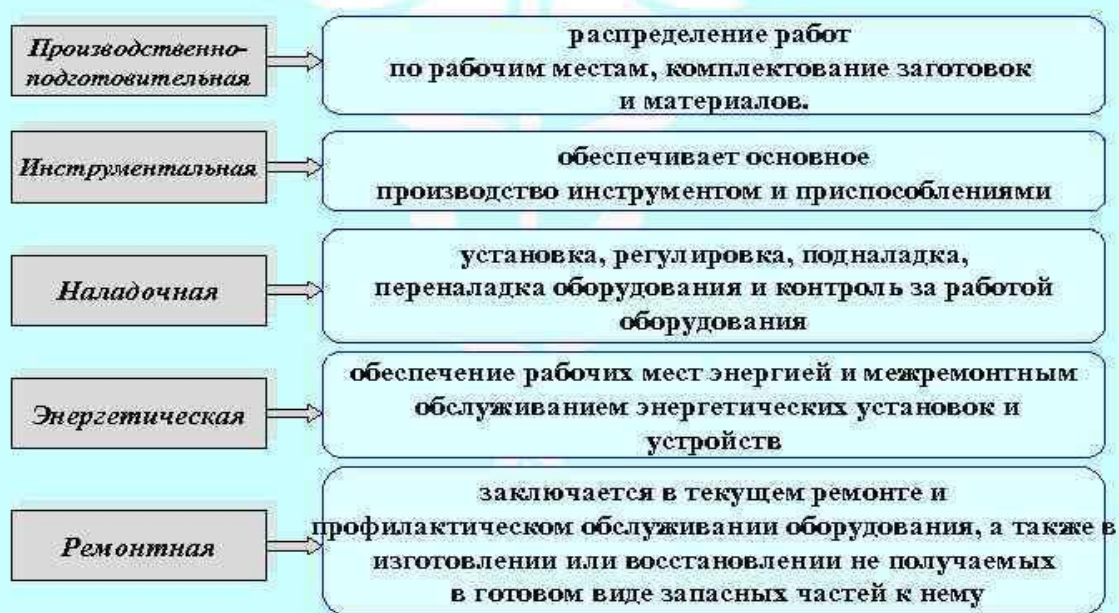 Производственно-
подготовительная
распределение работ
по рабочим местам, комплектование заготовок
и материалов.
Инструментальная
обеспечивает основное
производство инструментом и приспособлениями
Наладочная
установка, регулировка, подналадка,
переналадка оборудования и контроль за работой
оборудования
Энергетическая
обеспечение рабочих мест энергией и межремонтным
обслуживанием энергетических установок и
устройств
Ремонтная
заключается в текущем ремонте и
профилактическом обслуживании оборудования, а также в
изготовлении или восстановлении не получаемых
в готовом виде запасных частей к нему